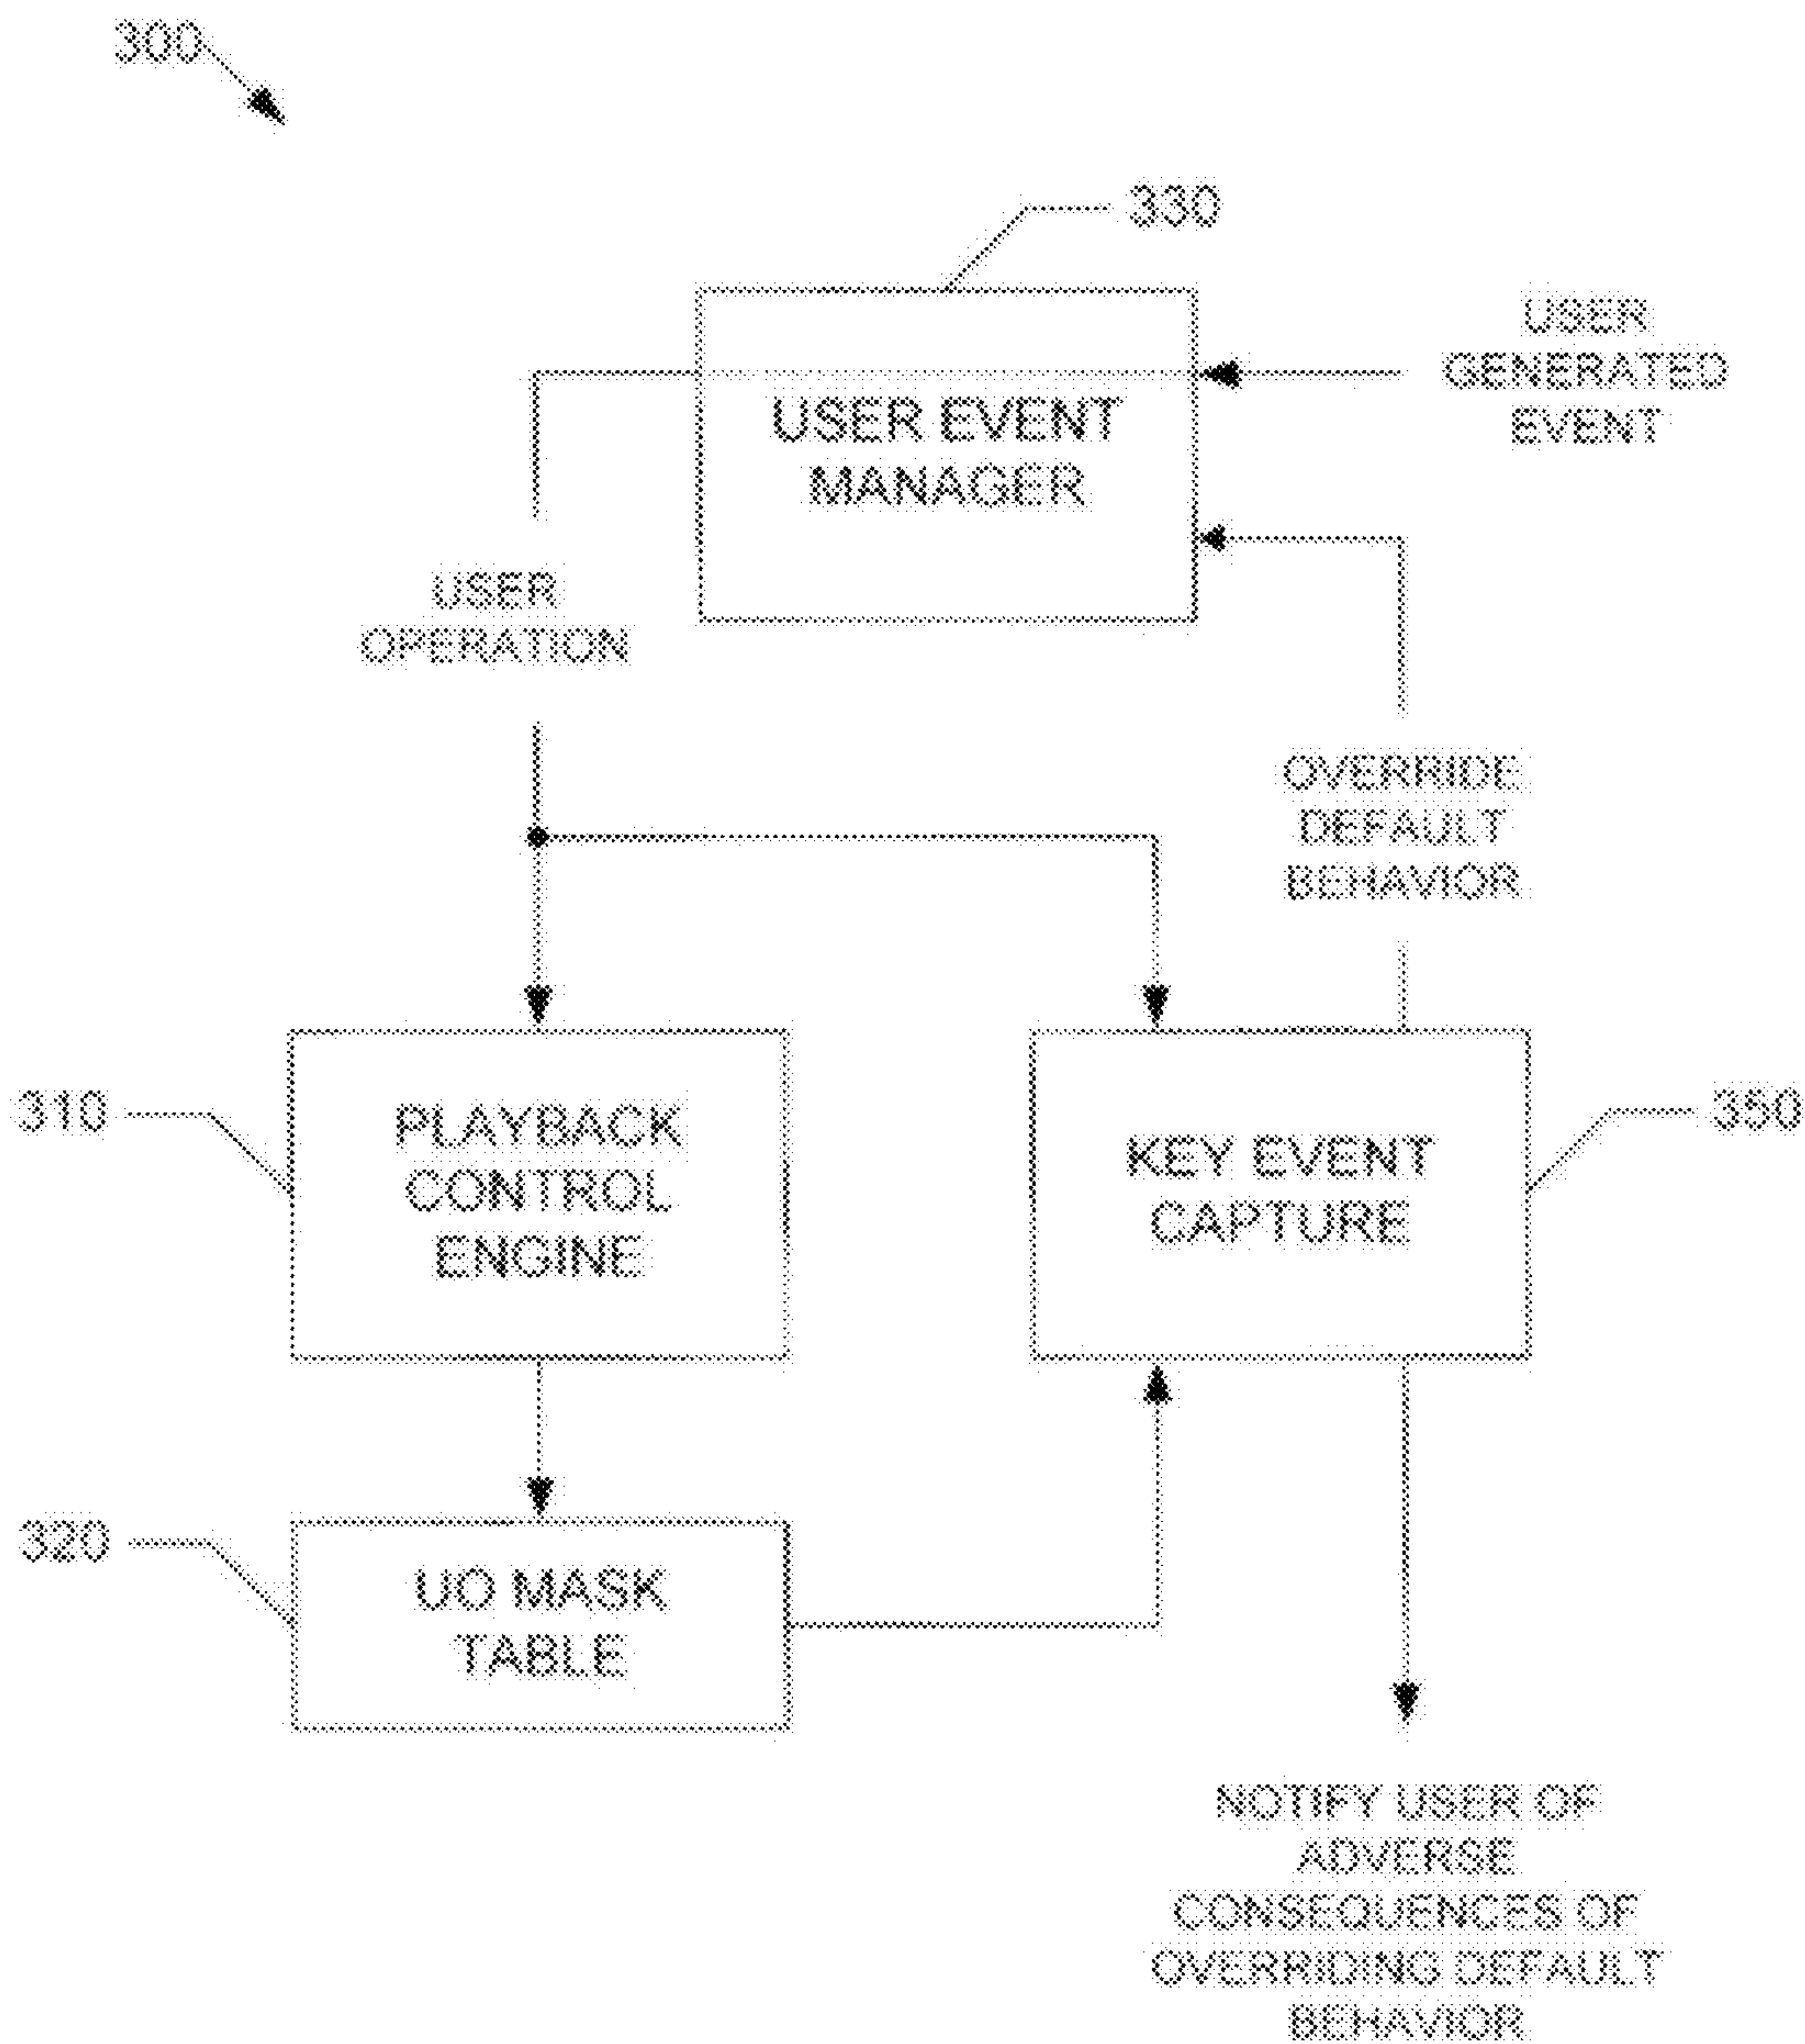 300
330
USER
GENERATED
EVENT
USER EVENT
MANAGER
USER
OPERATION
OVERRIDE
DEFAULT
BEHAVIOR
310
PLAYBACK
CONTROL
ENGINE
KEY EVENT
CAPTURE
350
320
UO MASK
TABLE
NOTIFY USER OF
ADVERSE
CONSEQUENCES OF
OVERRIDING DEFAULT
BEHAVIOR